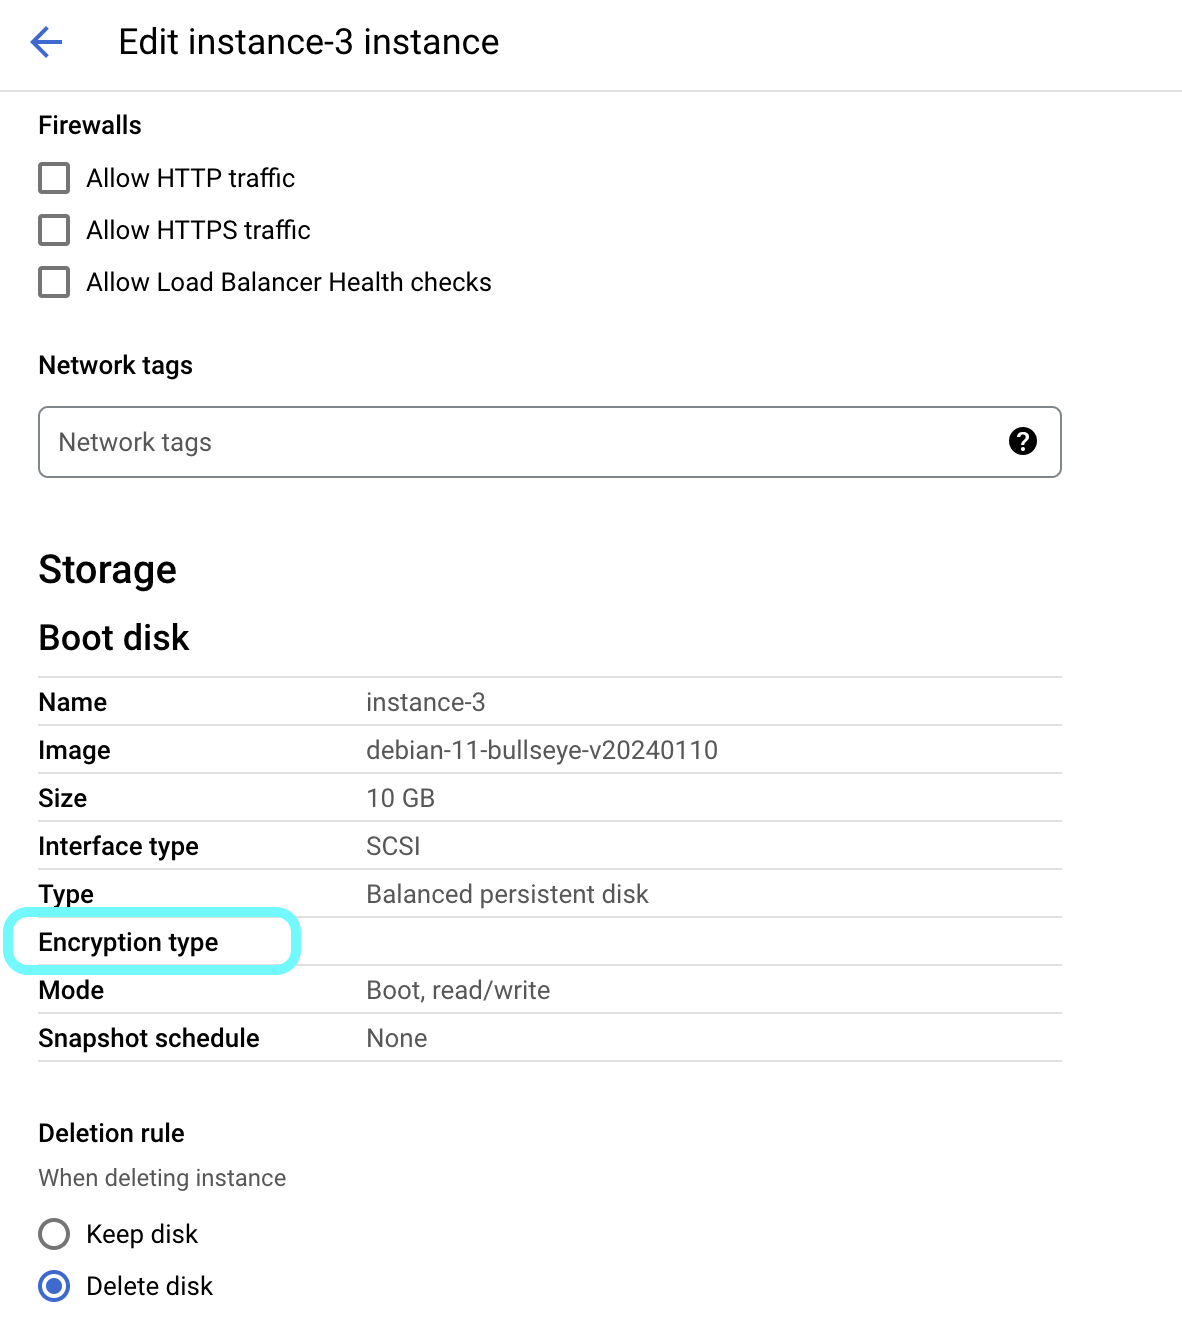 Edit instance-3 instance
Firewalls
Allow HTTP traffic
Allow HTTPS traffic
Allow Load Balancer Health checks
Network tags
Network tags
Storage
Boot disk
Name instance-3
Image debian-11-bullseye-v20240110
Size 10 GB
Interface type SCSI
Type Balanced persistent disk
Encryption type
Mode Boot, read/write
Snapshot schedule None
Deletion rule
When deleting instance
Keep disk
Delete disk